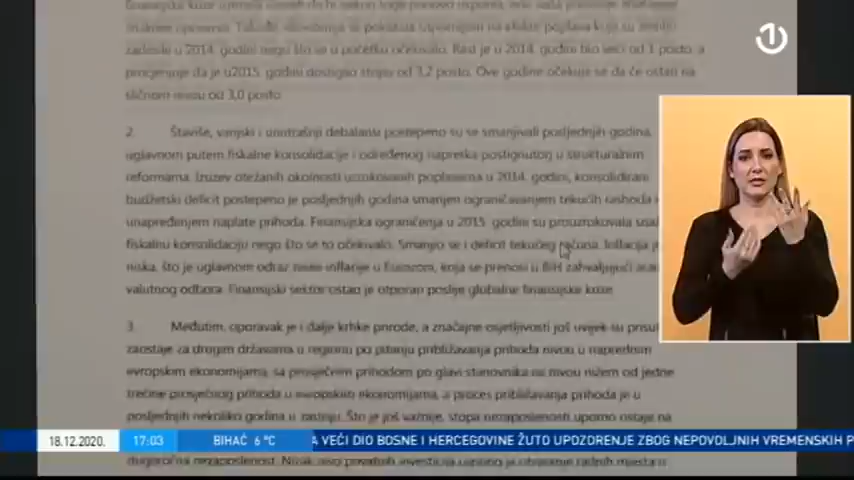 1
zadesile u 2014. godini nego što se u početku očekivalo. Rast je u 2014. godini bio veći od 1 posto, a
procjenjuje da je u2015. godini dostigao stopu od 3,2 posto. Ove godine očekuje se da će ostati na
sličnom nivou od 3,0 posto.
2. Štaviše, vanjski i unutrašnji debalansi postepeno su se smanjivali posljednjih godina,
uglavnom putem fiskalne konsolidacije i određenog napretka postignutog u strukturalnim
reformama. Izuzev otežanih okolnosti uzrokovanih poplavama u 2014. godini, konsolidirani
budžetski deficit postepeno je posljednjih godina smanjen ograničavanjem tekućih rashoda i
unapređenjem naplate prihoda. Finansijska ograničenja u 2015. godini su prouzrokovala
fiskalnu konsolidaciju nego što se to očekivalo. Smanjio se i deficit tekućeg računa. Inflacija je
niska, što je uglavnom odraz niske inflacije u Eurozoni, koja se prenosi u BiH zahvaljujući
valutnog odbora. Finansijski sektor ostao je otporan poslije globalne finansijske krize.
3. Međutim, oporavak je i dalje krhke prirode, a značajne osjetljivosti još uvijek su
zaostaje za drugim državama u regionu po pitanju približavanja prihoda nivou u naprednim
evropskim ekonomijama, sa prosječnim prihodom po glavi stanovnika na nivou nižem od jedne
trećine prosječnog prihoda u evropskim ekonomijama, a proces približavanja prihoda je u
posljednjih nekoliko godina u zastoju. Što je još važnije, stopa nezaposlenosti uporno ostaje na
18.12.2020. 17:03 BIHAĆ 6 °C A VEĆI DIO BOSNE I HERCEGOVINE ŽUTO UPOZORENJE ZBOG NEPOVOLJNIH VREMENSKIH
dugoročna nezaposlenost.